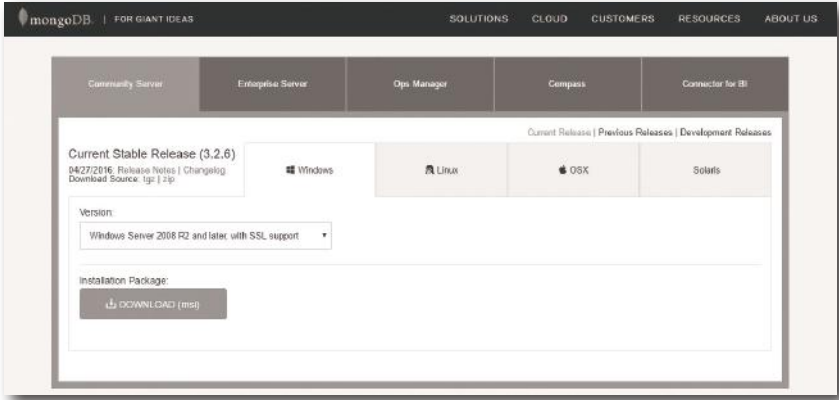 mongoDB. | FOR GIANT IDEAS SOLUTIONS CLOUD CUSTOMERS RESOURCES ABOUT US
Community Server Enterprise Server Ops Manager Compass Connector for BI
Current Release | Previous Releases | Development Releases
Current Stable Release (3.2.6)
04/27/2016: Release Notes | Changelog
Download Source: tgz | zip
Windows Linux OSX Solaris
Version:
Windows Server 2008 R2 and later, with SSL support
Installation Package:
DOWNLOAD (msi)